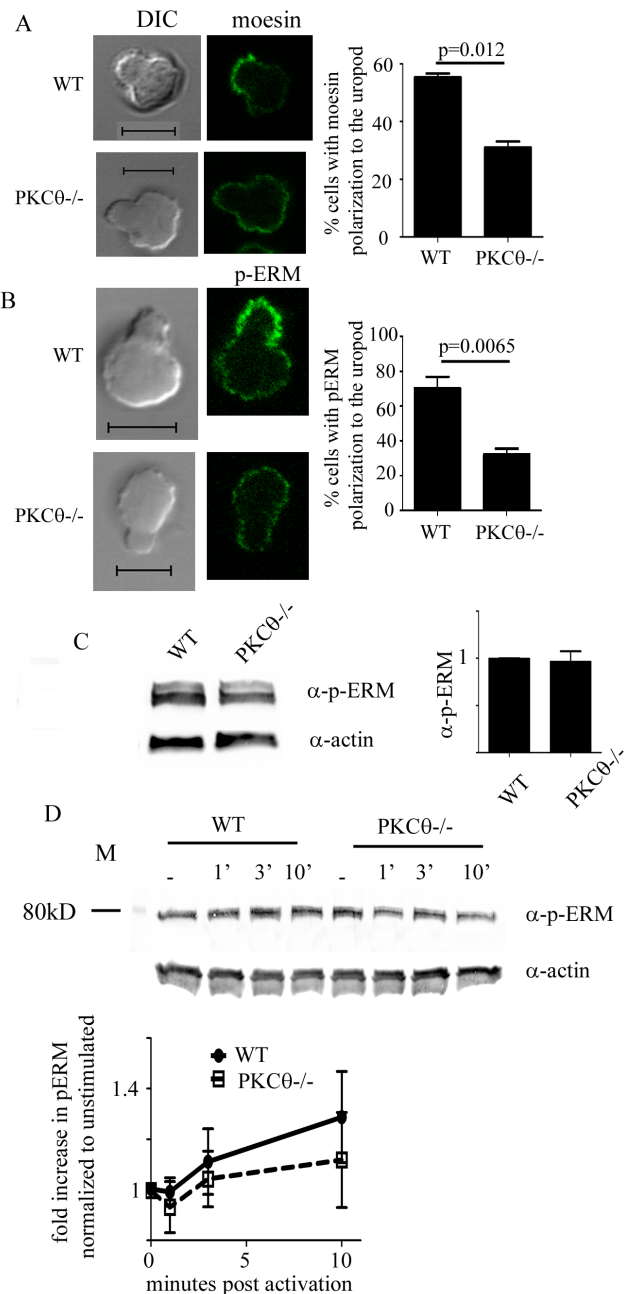 A
DIC moesin
WT
PKCθ-/-
% cells with moesin
polarization to the uropod
60
40
20
0
p=0.012
WT PKCθ-/-
B
p-ERM
WT
PKCθ-/-
% cells with pERM
polarization to the uropod
100
80
60
40
20
0
p=0.0065
WT PKCθ-/-
C
WT PKCθ-/-
α-p-ERM
α-actin
α-p-ERM
1
WT PKCθ-/-
D
WT PKCθ-/-
M
- 1’ 3’ 10’ - 1’ 3’ 10’
80kD
α-p-ERM
α-actin
fold increase in pERM
normalized to unstimulated
1.4
1
WT
PKCθ-/-
0 5 10
minutes post activation